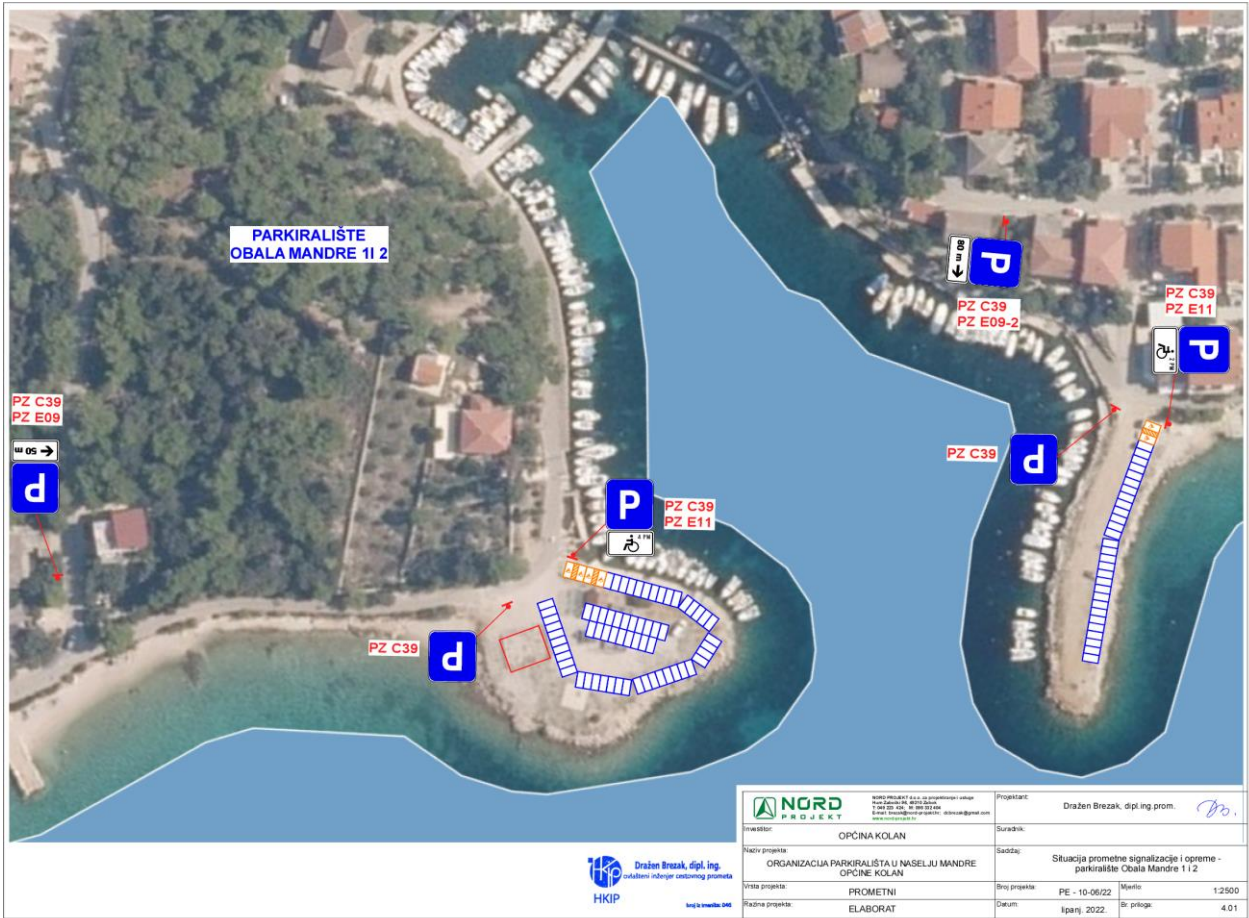 PARKIRALIŠTE
OBALA MANDRE 1I 2
80 m
P
PZ C39
PZ E09-2
PZ C39
PZ E11
P
2 PM
PZ C39
P
PZ C39
PZ E09
50 m
P
P
PZ C39
PZ E11
4 PM
PZ C39
P
NORD
PROJEKT
Projektant:
Dražen Brezak, dipl.ing.prom.
Investitor:
OPĆINA KOLAN
Suradnik:
Naziv projekta:
ORGANIZACIJA PARKIRALIŠTA U NASELJU MANDRE
OPĆINE KOLAN
Sadržaj:
Situacija prometne signalizacije i opreme -
parkiralište Obala Mandre 1 i 2
Vrsta projekta:
PROMETNI
Broj projekta:
PE - 10-06/22
Mjerilo:
1:2500
Razina projekta:
ELABORAT
Datum:
lipanj, 2022.
Br. priloga:
4.01
Dražen Brezak, dipl. ing.
ovlašteni inženjer cestovnog prometa
HKIP